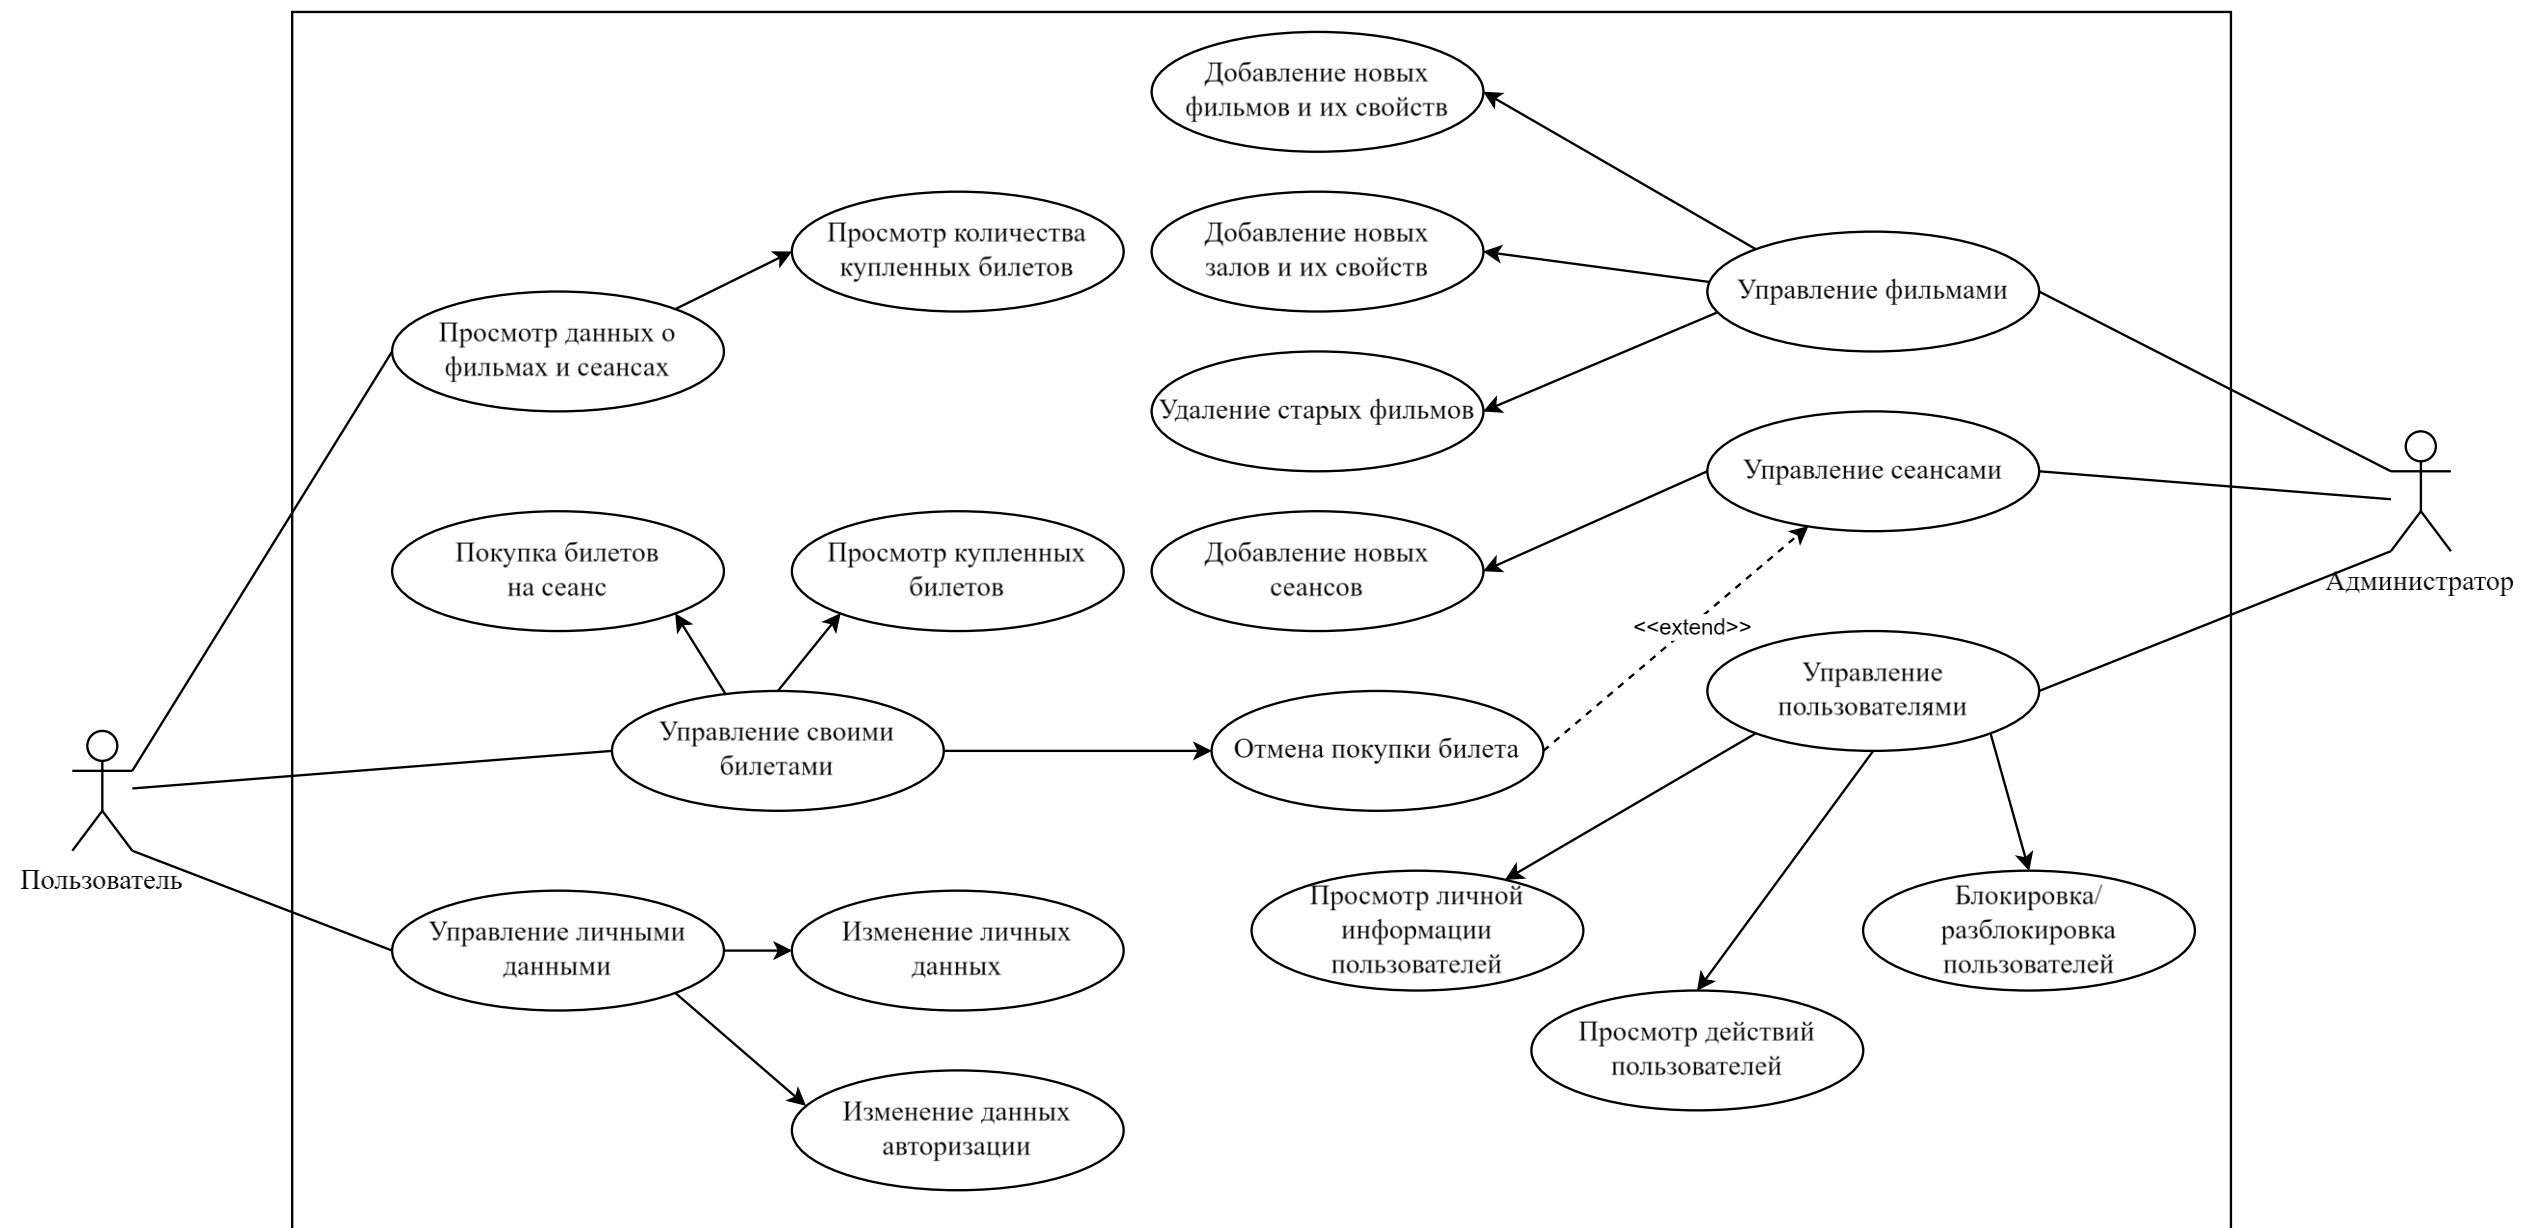 Добавление новых
фильмов и их свойств
Просмотр количества
купленных билетов
Добавление новых
залов и их свойств
Управление фильмами
Просмотр данных о
фильмах и сеансах
Удаление старых фильмов
Управление сеансами
Покупка билетов
на сеанс
Просмотр купленных
билетов
Добавление новых
сеансов
Администратор
<<extend>>
Управление
пользователями
Управление своими
билетами
Отмена покупки билета
Пользователь
Управление личными
данными
Изменение личных
данных
Просмотр личной
информации
пользователей
Блокировка/
разблокировка
пользователей
Просмотр действий
пользователей
Изменение данных
авторизации